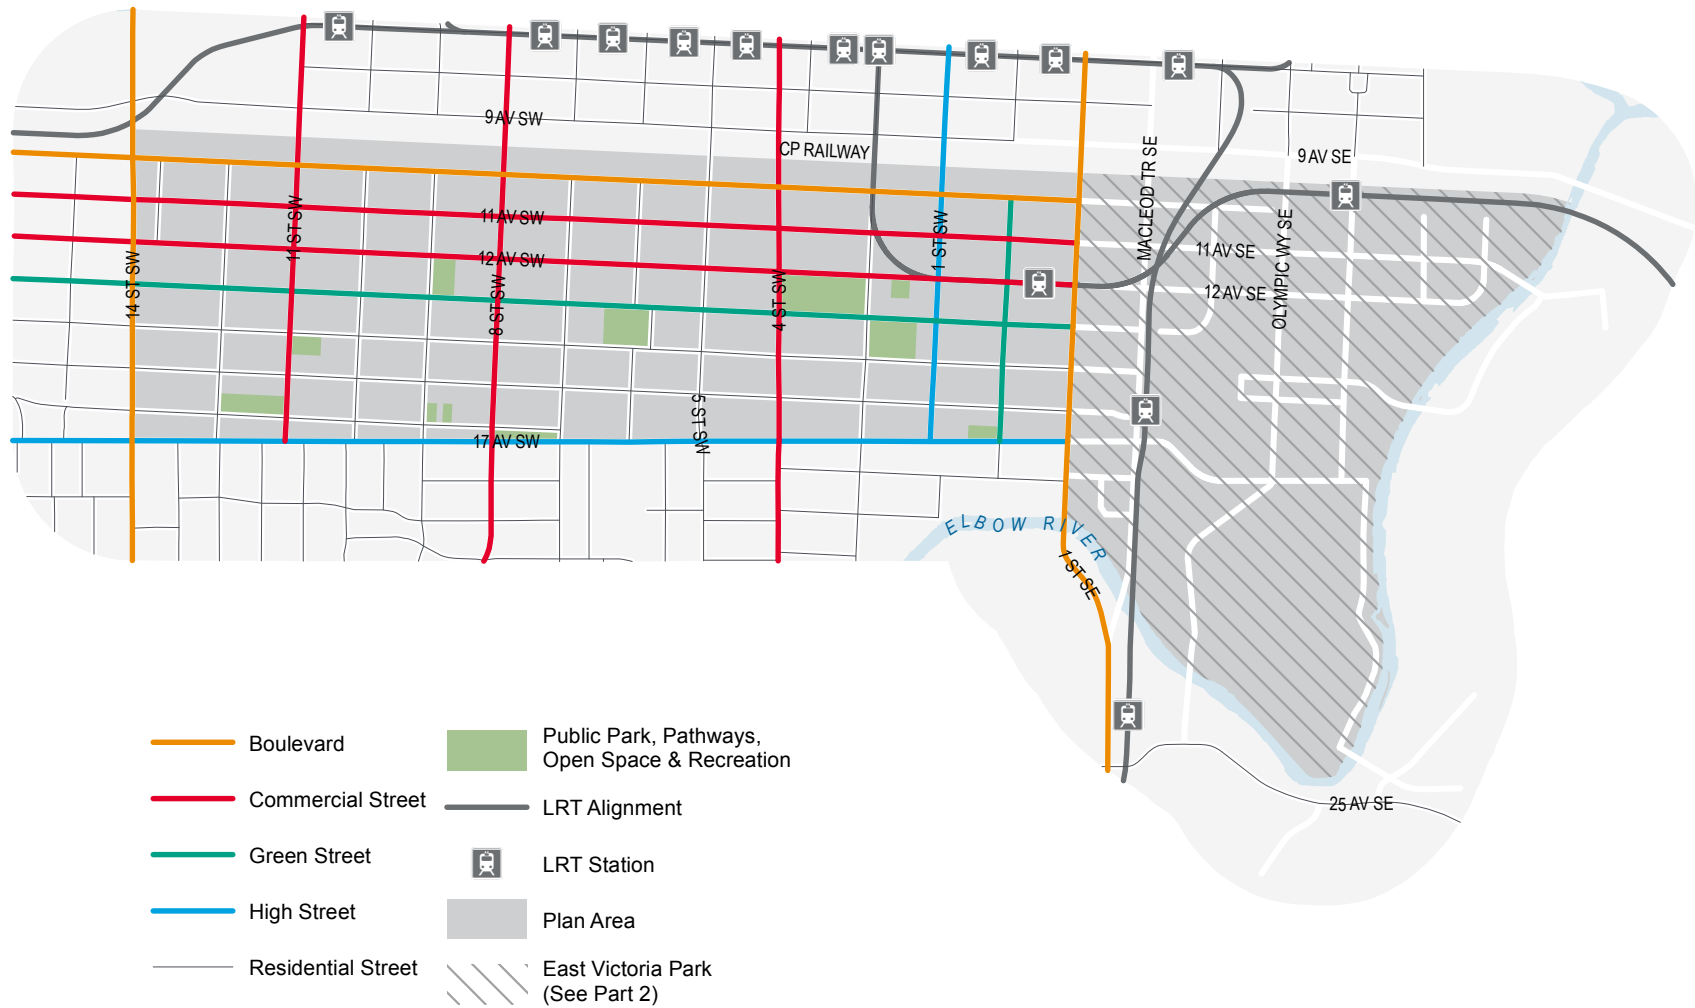 9 AV SW
CP RAILWAY
MACLEOD TR SE
9 AV SE
11 ST SW
11 AV SW
1 ST SW
11 AV SE
OLYMPIC WY SE
14 ST SW
12 AV SW
8 ST SW
4 ST SW
12 AV SE
5 ST SW
17 AV SW
ELBOW RIVER
1 ST SE
25 AV SE
Boulevard
Commercial Street
Green Street
High Street
Residential Street
Public Park, Pathways,
Open Space & Recreation
LRT Alignment
LRT Station
Plan Area
East Victoria Park
(See Part 2)